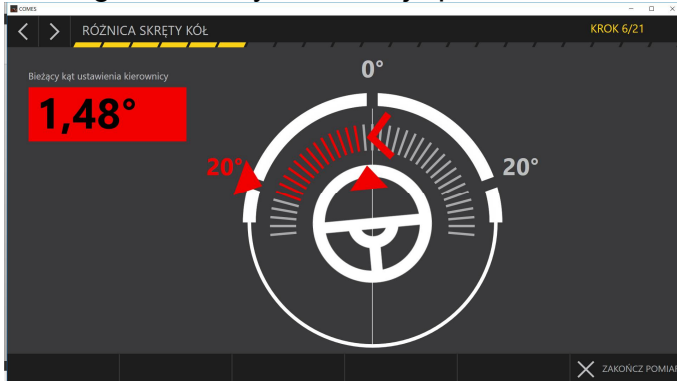 COMES
RÓŻNICA SKRĘTY KÓŁ
KROK 6/21
Bieżący kąt ustawienia kierownicy
1,48°
0°
20°
20°
ZAKOŃCZ POMIAR